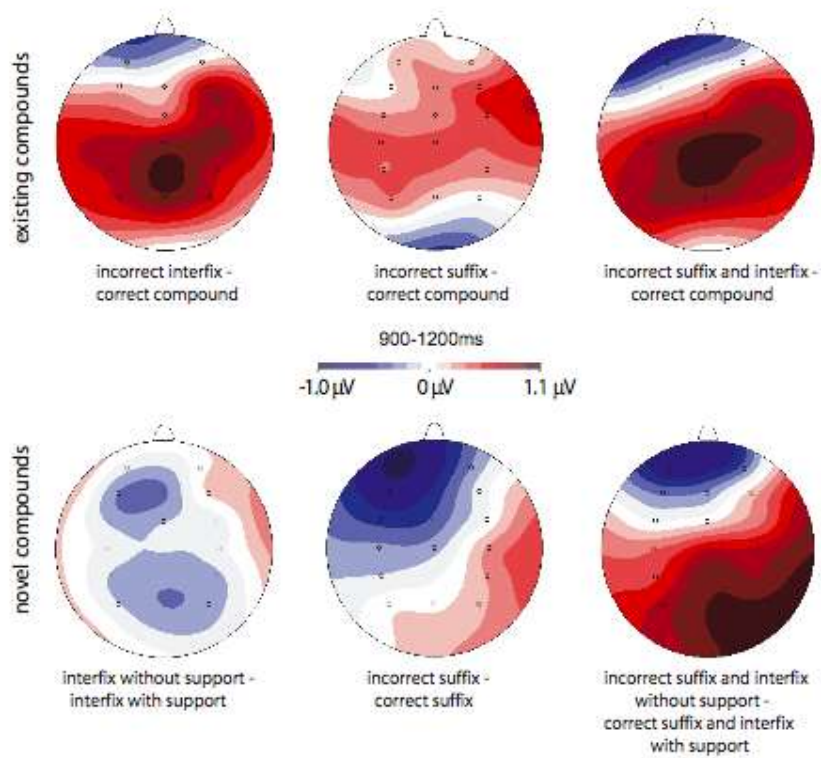 existing compounds
incorrect interfix -
correct compound
incorrect suffix -
correct compound
incorrect suffix and interfix -
correct compound
900-1200ms
-1.0 µV
0 µV
1.1 µV
novel compounds
interfix without support -
interfix with support
incorrect suffix -
correct suffix
incorrect suffix and interfix
without support -
correct suffix and interfix
with support